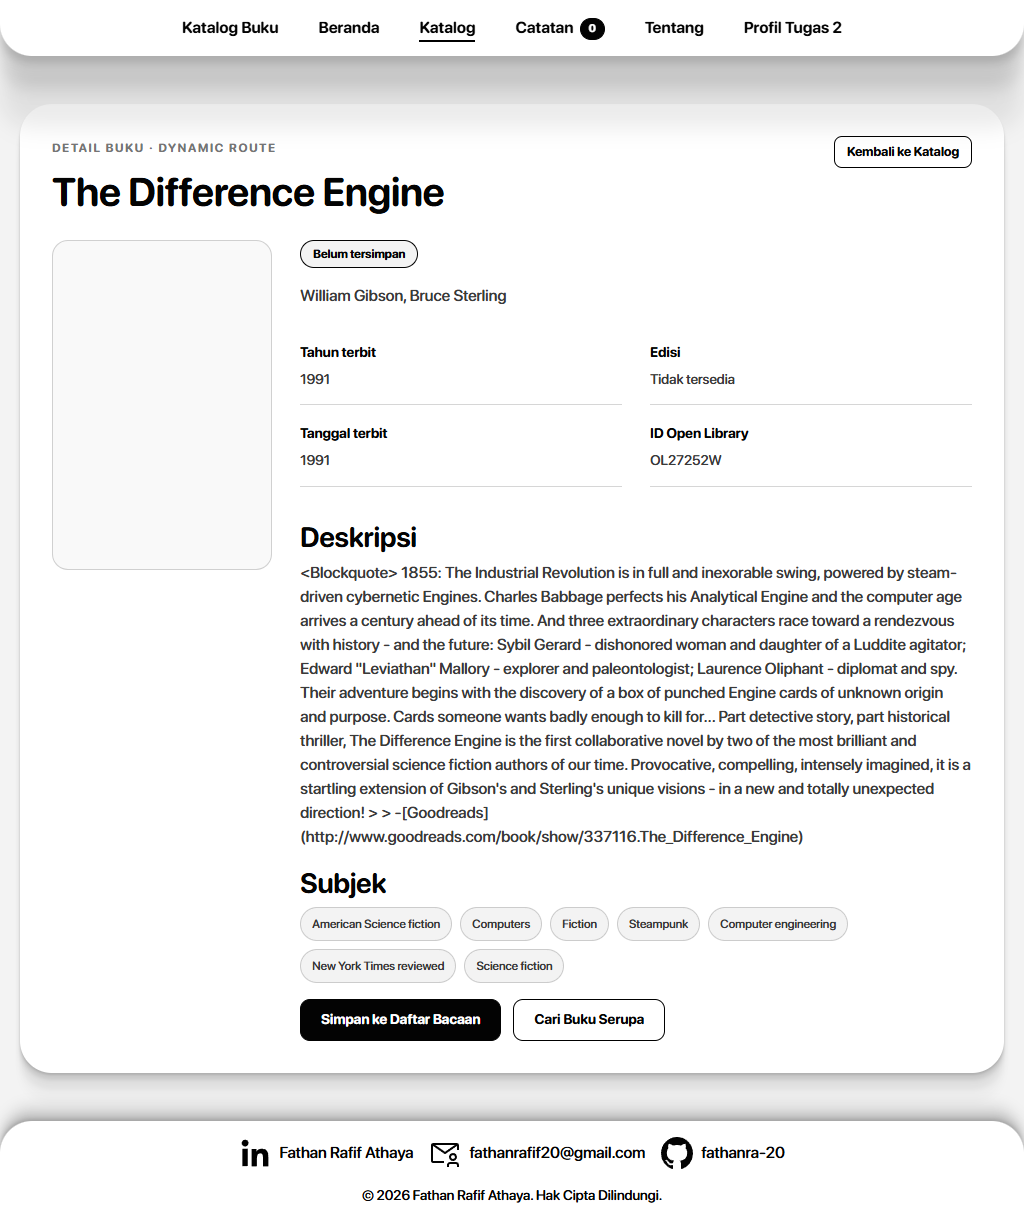 Katalog Buku Beranda Katalog Catatan 0 Tentang Profil Tugas 2
DETAIL BUKU · DYNAMIC ROUTE
Kembali ke Katalog
The Difference Engine
Belum tersimpan
William Gibson, Bruce Sterling
Tahun terbit
1991
Edisi
Tidak tersedia
Tanggal terbit
1991
ID Open Library
OL27252W
Deskripsi
<Blockquote> 1855: The Industrial Revolution is in full and inexorable swing, powered by steam-
driven cybernetic Engines. Charles Babbage perfects his Analytical Engine and the computer age
arrives a century ahead of its time. And three extraordinary characters race toward a rendezvous
with history - and the future: Sybil Gerard - dishonored woman and daughter of a Luddite agitator;
Edward "Leviathan" Mallory - explorer and paleontologist; Laurence Oliphant - diplomat and spy.
Their adventure begins with the discovery of a box of punched Engine cards of unknown origin
and purpose. Cards someone wants badly enough to kill for... Part detective story, part historical
thriller, The Difference Engine is the first collaborative novel by two of the most brilliant and
controversial science fiction authors of our time. Provocative, compelling, intensely imagined, it is a
startling extension of Gibson's and Sterling's unique visions - in a new and totally unexpected
direction! > > -[Goodreads]
(http://www.goodreads.com/book/show/337116.The_Difference_Engine)
Subjek
American Science fiction Computers Fiction Steampunk Computer engineering
New York Times reviewed Science fiction
Simpan ke Daftar Bacaan Cari Buku Serupa
in Fathan Rafif Athaya fathanrafif20@gmail.com fathanra-20
© 2026 Fathan Rafif Athaya. Hak Cipta Dilindungi.